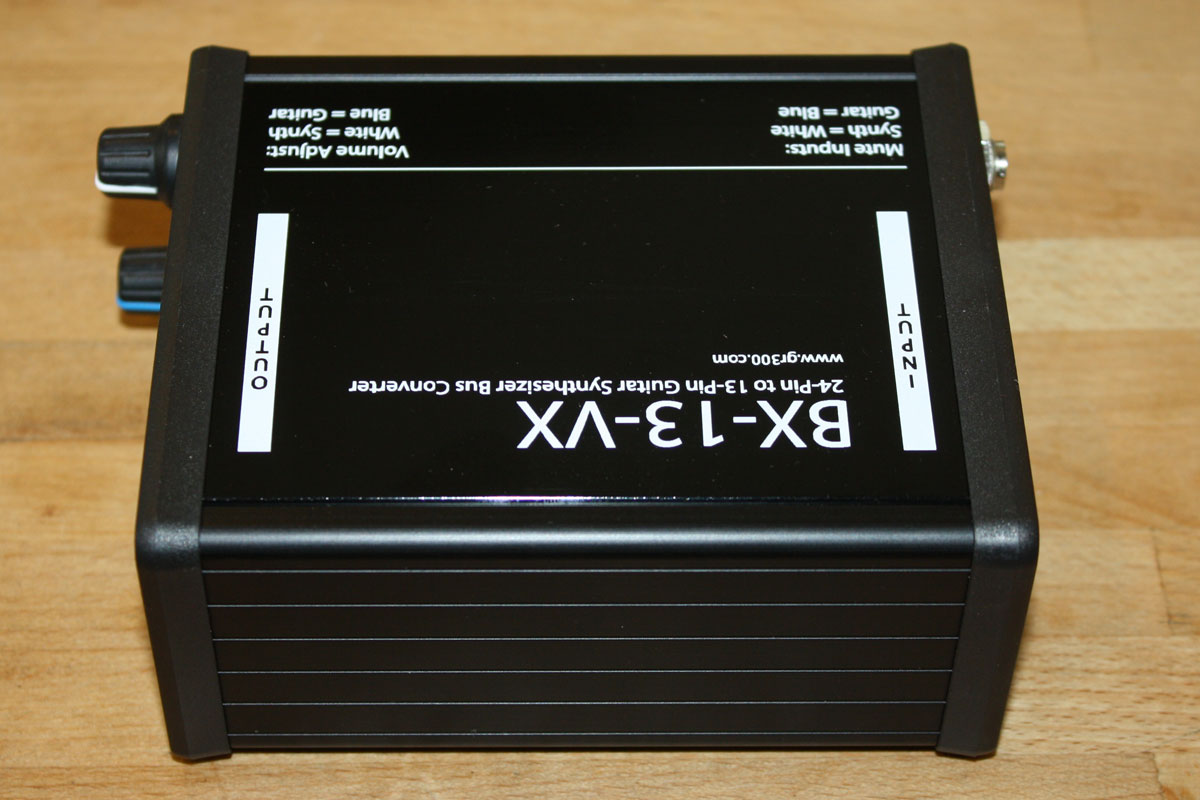 BX-13-VX
24-Pin to 13-Pin Guitar Synthesizer Bus Converter
www.gr300.com
INPUT
OUTPUT
Mute Inputs:
Synth = White
Guitar = Blue
Volume Adjust:
White = Synth
Blue = Guitar